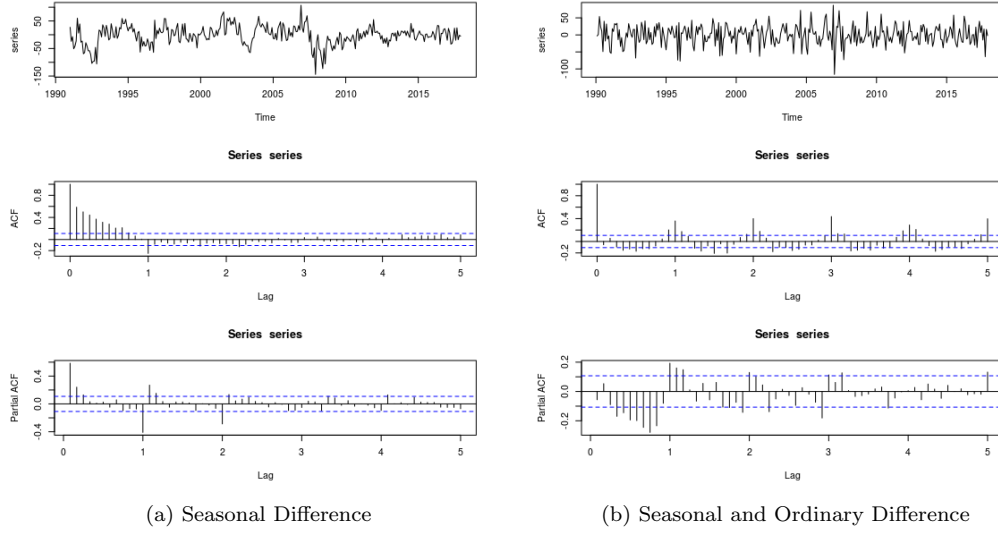 series
50
-50
-150
1990 1995 2000 2005 2010 2015
Time
Series series
ACF
0.8
0.4
-0.2
0 1 2 3 4 5
Lag
Series series
Partial ACF
0.4
0.0
-0.4
0 1 2 3 4 5
Lag
(a) Seasonal Difference
series
50
0
-100
1990 1995 2000 2005 2010 2015
Time
Series series
ACF
0.8
0.4
-0.2
0 1 2 3 4 5
Lag
Series series
Partial ACF
0.2
0.0
-0.2
0 1 2 3 4 5
Lag
(b) Seasonal and Ordinary Difference